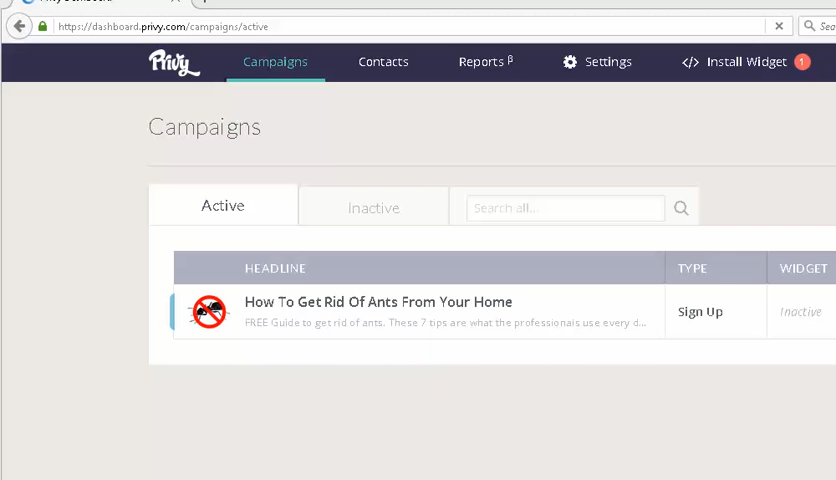 https://dashboard.privy.com/campaigns/active
Privy
Campaigns
Contacts
Reports β
Settings
</> Install Widget 1
Campaigns
Active
Inactive
Search all...
HEADLINE
TYPE
WIDGET
How To Get Rid Of Ants From Your Home
FREE Guide to get rid of ants. These 7 tips are what the professionals use every d...
Sign Up
Inactive